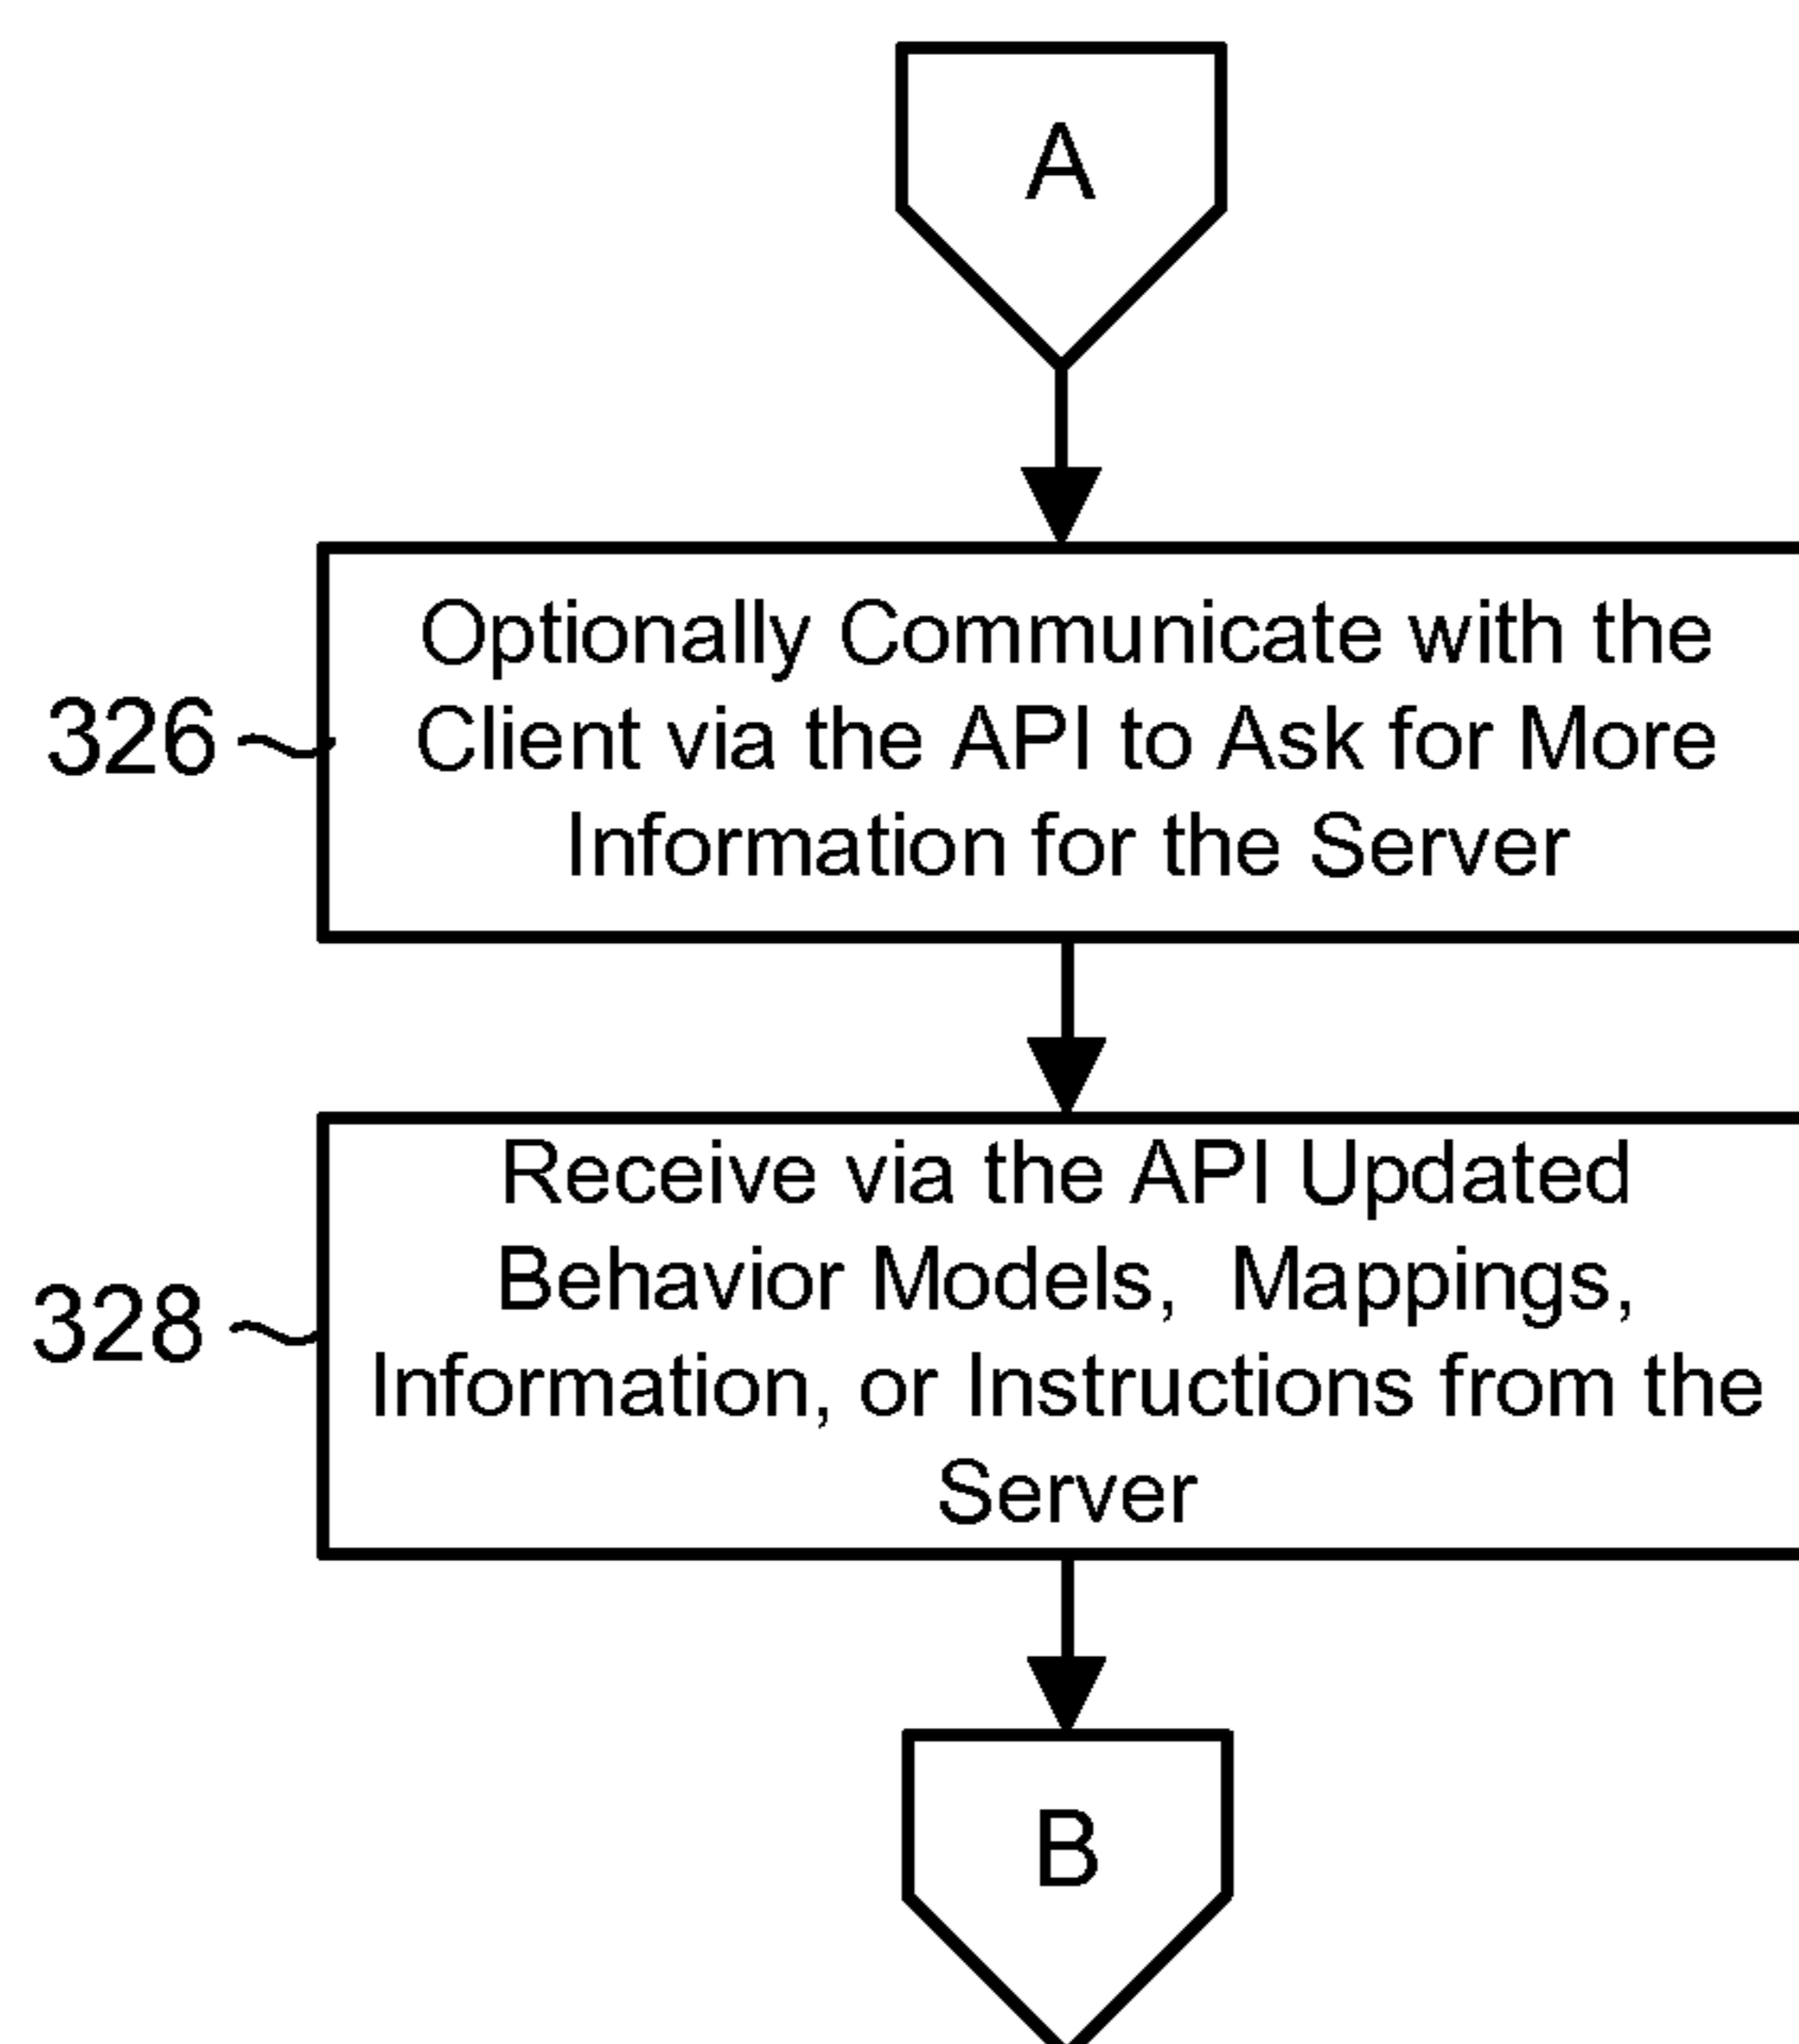 A
Optionally Communicate with the
326
Client via the API to Ask for More
Information for the Server
Receive via the API Updated
Behavior Models, Mappings,
328
Information, or Instructions from the
Server
B